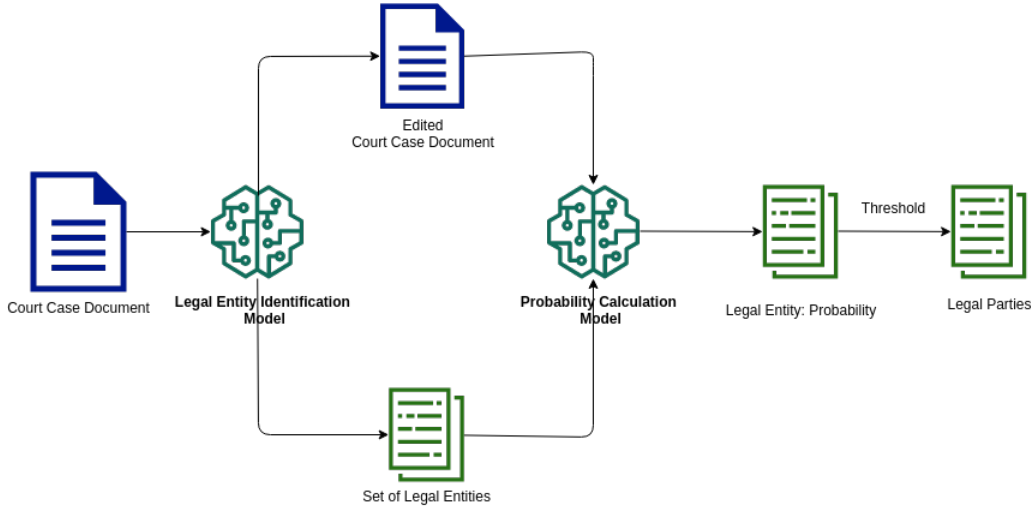 Edited
Court Case Document
Court Case Document
Legal Entity Identification
Model
Probability Calculation
Model
Legal Entity: Probability
Threshold
Legal Parties
Set of Legal Entities